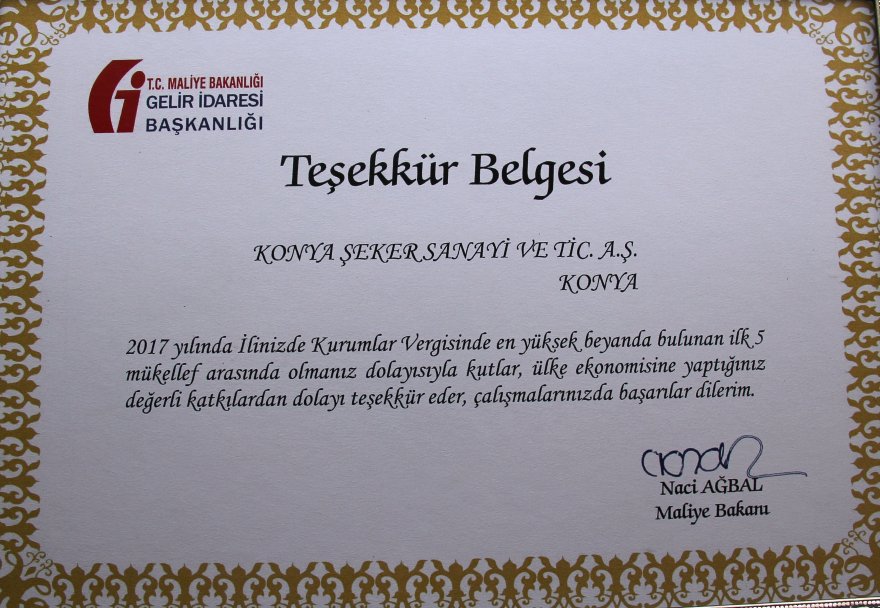 T.C. MALİYE BAKANLIĞI
GELİR İDARESİ
BAŞKANLIĞI
Teşekkür Belgesi
KONYA ŞEKER SANAYİ VE TİC. A.Ş.
KONYA
2017 yılında İlinizde Kurumlar Vergisinde en yüksek beyanda bulunan ilk 5
mükellef arasında olmanız dolayısıyla kutlar, ülke ekonomisine yaptığınız
değerli katkılardan dolayı teşekkür eder, çalışmalarınızda başarılar dilerim.
Naci AĞBAL
Maliye Bakanı